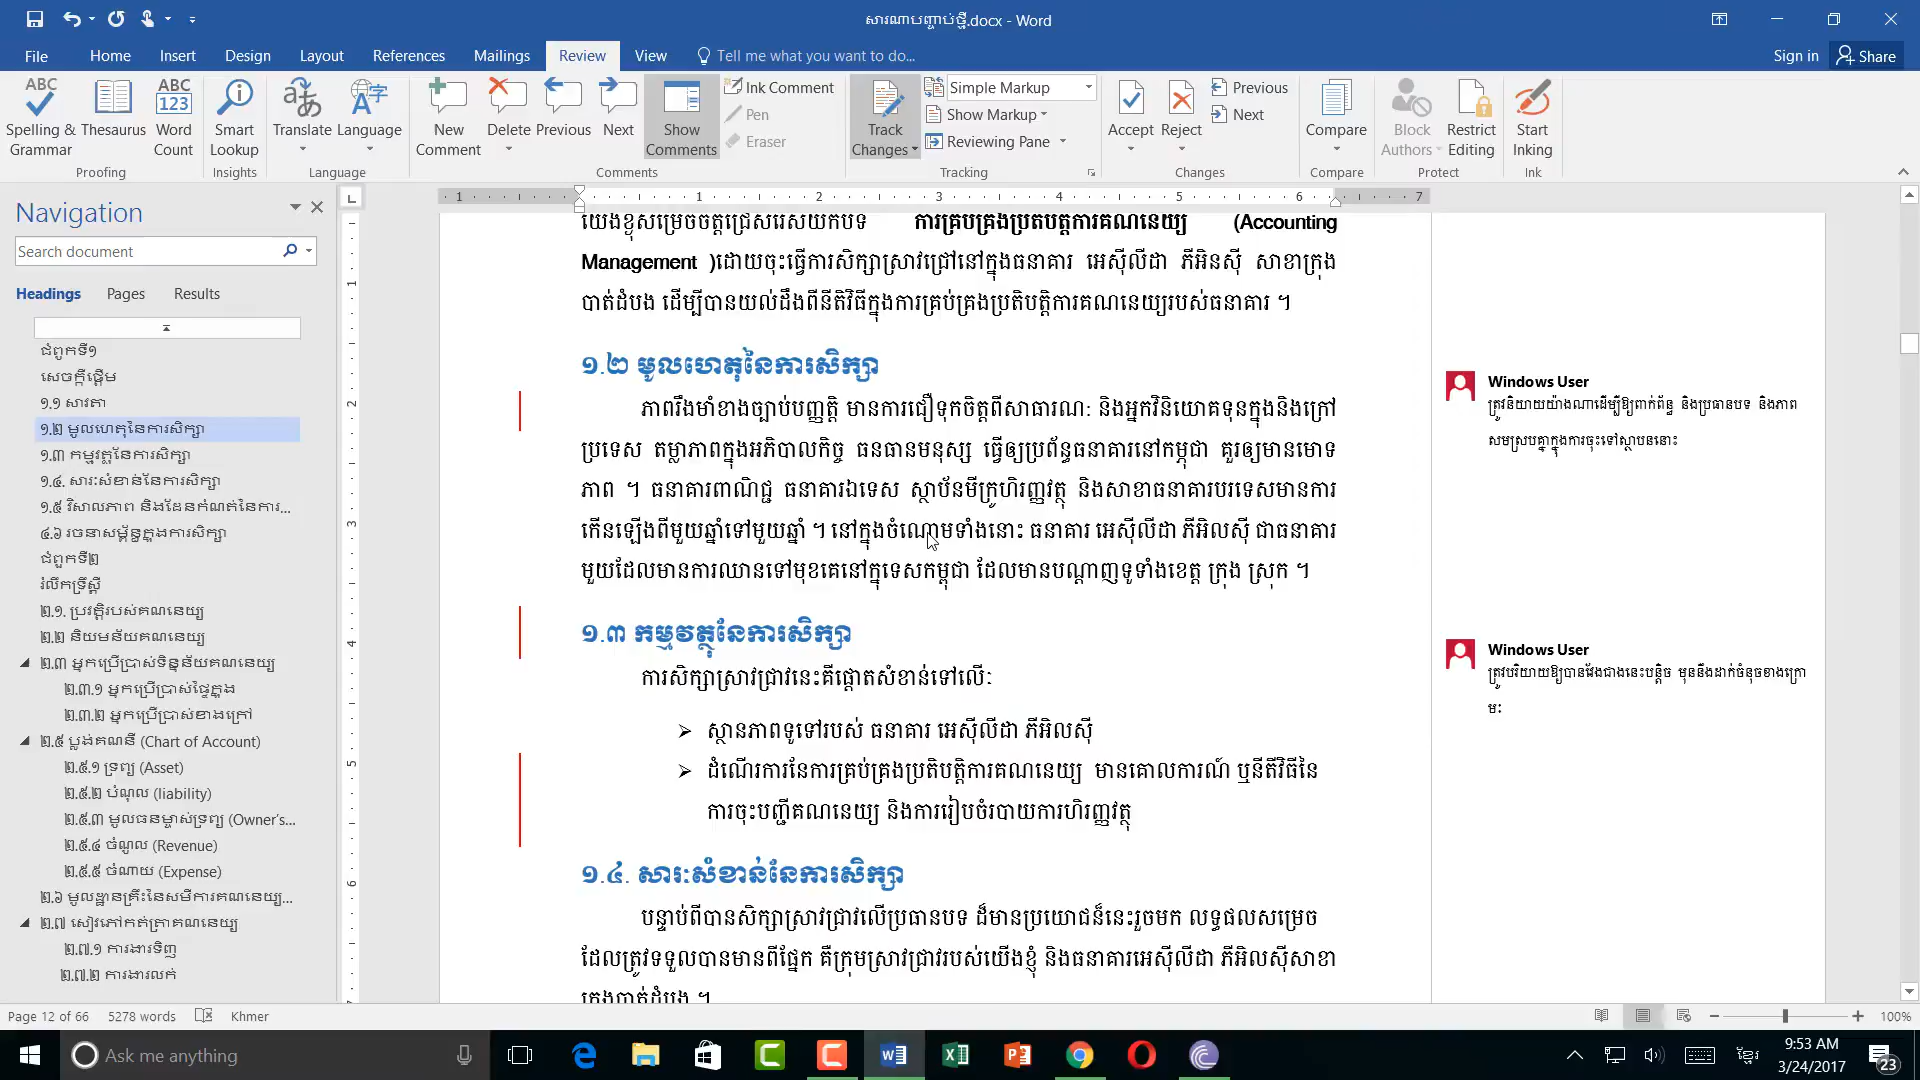 សារណាបញ្ចាប់ថ្មី.docx - Word
File Home Insert Design Layout References Mailings Review View Tell me what you want to do...
Sign in Share
Spelling & Grammar
Thesaurus
Word Count
Smart Lookup
Translate
Language
New Comment
Delete
Previous
Next
Show Comments
Ink Comment
Pen
Eraser
Track Changes
Simple Markup
Show Markup
Reviewing Pane
Accept
Reject
Previous
Next
Compare
Block Authors
Restrict Editing
Start Inking
Proofing Insights Language Comments Tracking Changes Compare Protect Ink
Navigation
Search document
Headings Pages Results
ជំពូកទី១
សេចក្តីផ្តើម
១.១ សាវតា
១.២ មូលហេតុនៃការសិក្សា
១.៣ កម្មវត្ថុនៃការសិក្សា
១.៤. សារៈសំខាន់នៃការសិក្សា
១.៥ វិសាលភាព និងដែនកំណត់នៃការ...
៤.៦ រចនាសម្ព័ន្ធក្នុងការសិក្សា
ជំពួកទី២
រំលឹកទ្រឹស្តី
២.១. ប្រវត្តិរបស់គណនេយ្យ
២.២ និយមន័យគណនេយ្យ
២.៣ អ្នកប្រើប្រាស់ទិន្នន័យគណនេយ្យ
២.៣.១ អ្នកប្រើប្រាស់ផ្ទៃក្នុង
២.៣.២ អ្នកប្រើប្រាស់ខាងក្រៅ
២.៥ ប្លង់គណនី (Chart of Account)
២.៥.១ ទ្រព្យ (Asset)
២.៥.២ បំណុល (liability)
២.៥.៣ មូលធនម្ចាស់ទ្រព្យ (Owner's...
២.៥.៤ ចំណូល (Revenue)
២.៥.៥ ចំណាយ (Expense)
២.៦ មូលដ្ឋានគ្រឹះនៃសមីការគណនេយ្យ...
២.៧ សៀវភៅកត់ត្រាគណនេយ្យ
២.៧.១ ការងារទិញ
២.៧.២ ការងារលក់
យើងខ្ញុំសម្រេចចិត្តជ្រើសរើសយកបទ ការគ្រប់គ្រងប្រតិបត្តិការគណនេយ្យ (Accounting
Management )ដោយចុះធ្វើការសិក្សាស្រាវជ្រៅនៅក្នុងធនាគារ អេស៊ីលីដា ភីអិនស៊ី សាខាក្រុង
បាត់ដំបង ដើម្បីបានយល់ដឹងពីនីតិវិធីក្នុងការគ្រប់គ្រងប្រតិបត្តិការគណនេយ្យរបស់ធនាគារ ។
១.២ មូលហេតុនៃការសិក្សា
ភាពរឹងមាំខាងច្បាប់បញ្ញត្តិ មានការជឿទុកចិត្តពីសាធារណៈ និងអ្នកវិនិយោគទុនក្នុងនិងក្រៅ
ប្រទេស តម្លាភាពក្នុងអភិបាលកិច្ច ធនធានមនុស្ស ធ្វើឲ្យប្រព័ន្ធធនាគារនៅកម្ពុជា គួរឲ្យមានមោទ
ភាព ។ ធនាគារពាណិជ្ជ ធនាគារឯទេស ស្ថាប័នមីក្រូហិរញ្ញវត្ថុ និងសាខាធនាគារបរទេសមានការ
កើនឡើងពីមួយឆ្នាំទៅមួយឆ្នាំ ។ នៅក្នុងចំណោមទាំងនោះ ធនាគារ អេស៊ីលីដា ភីអិលស៊ី ជាធនាគារ
មួយដែលមានការឈានទៅមុខគេនៅក្នុទេសកម្ពុជា ដែលមានបណ្តាញទូទាំងខេត្ត ក្រុង ស្រុក ។
១.៣ កម្មវត្ថុនៃការសិក្សា
ការសិក្សាស្រាវជ្រាវនេះគឺផ្តោតសំខាន់ទៅលើៈ
➢ ស្ថានភាពទូទៅរបស់ ធនាគារ អេស៊ីលីដា ភីអិលស៊ី
➢ ដំណើរការនៃការគ្រប់គ្រងប្រតិបត្តិការគណនេយ្យ មានគោលការណ៍ ឬនីតិវិធីនៃ
ការចុះបញ្ជីគណនេយ្យ និងការរៀបចំរបាយការហិរញ្ញវត្ថុ
១.៤. សារៈសំខាន់នៃការសិក្សា
បន្ទាប់ពីបានសិក្សាស្រាវជ្រាវលើប្រធានបទ ដ៏មានប្រយោជន៏នេះរួចមក លទ្ធផលសម្រេច
ដែលត្រូវទទួលបានមានពីផ្នែក គឺក្រុមស្រាវជ្រាវរបស់យើងខ្ញុំ និងធនាគារអេស៊ីលីដា ភីអិលស៊ីសាខា
Windows User
ត្រូវនិយាយយ៉ាងណាដើម្បីឱ្យពាក់ព័ន្ធ និងប្រធានបទ និងភាព
សមស្របគ្នាក្នុងការចុះទៅស្ថាបននោះ
Windows User
ត្រូវបរិយាយឱ្យបានវែងជាងនេះបន្តិច មុននឹងដាក់ចំនុចខាងក្រោ
មៈ
Page 12 of 66 5278 words Khmer 100%
Ask me anything
ខ្មែរ
9:53 AM
3/24/2017
23